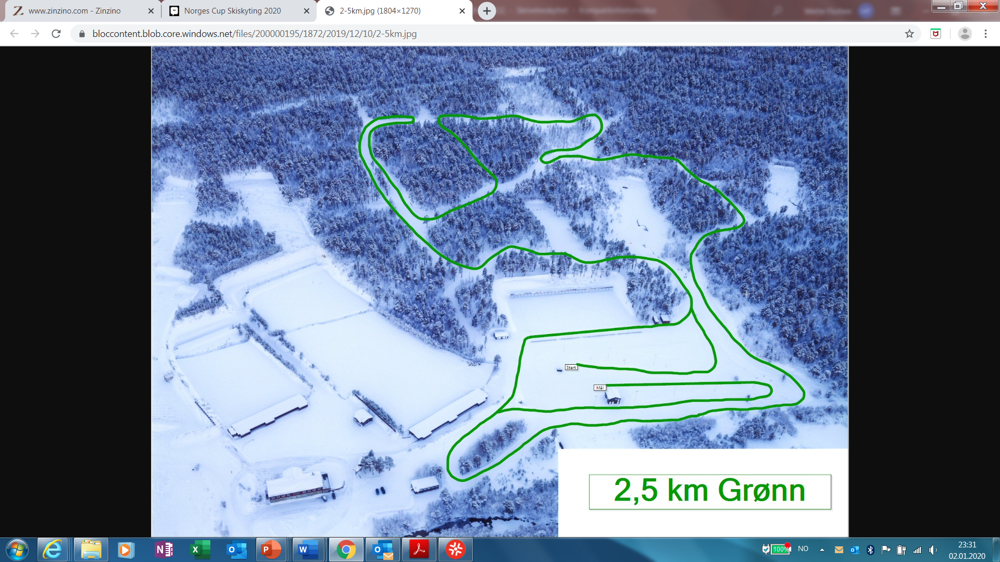 www.zinzino.com - Zinzino
Norges Cup Skiskyting 2020
2-5km.jpg (1804×1270)
bloccontent.blob.core.windows.net/files/200000195/1872/2019/12/10/2-5km.jpg
Start
Mål
2,5 km Grønn
100%
NO
23:31
02.01.2020